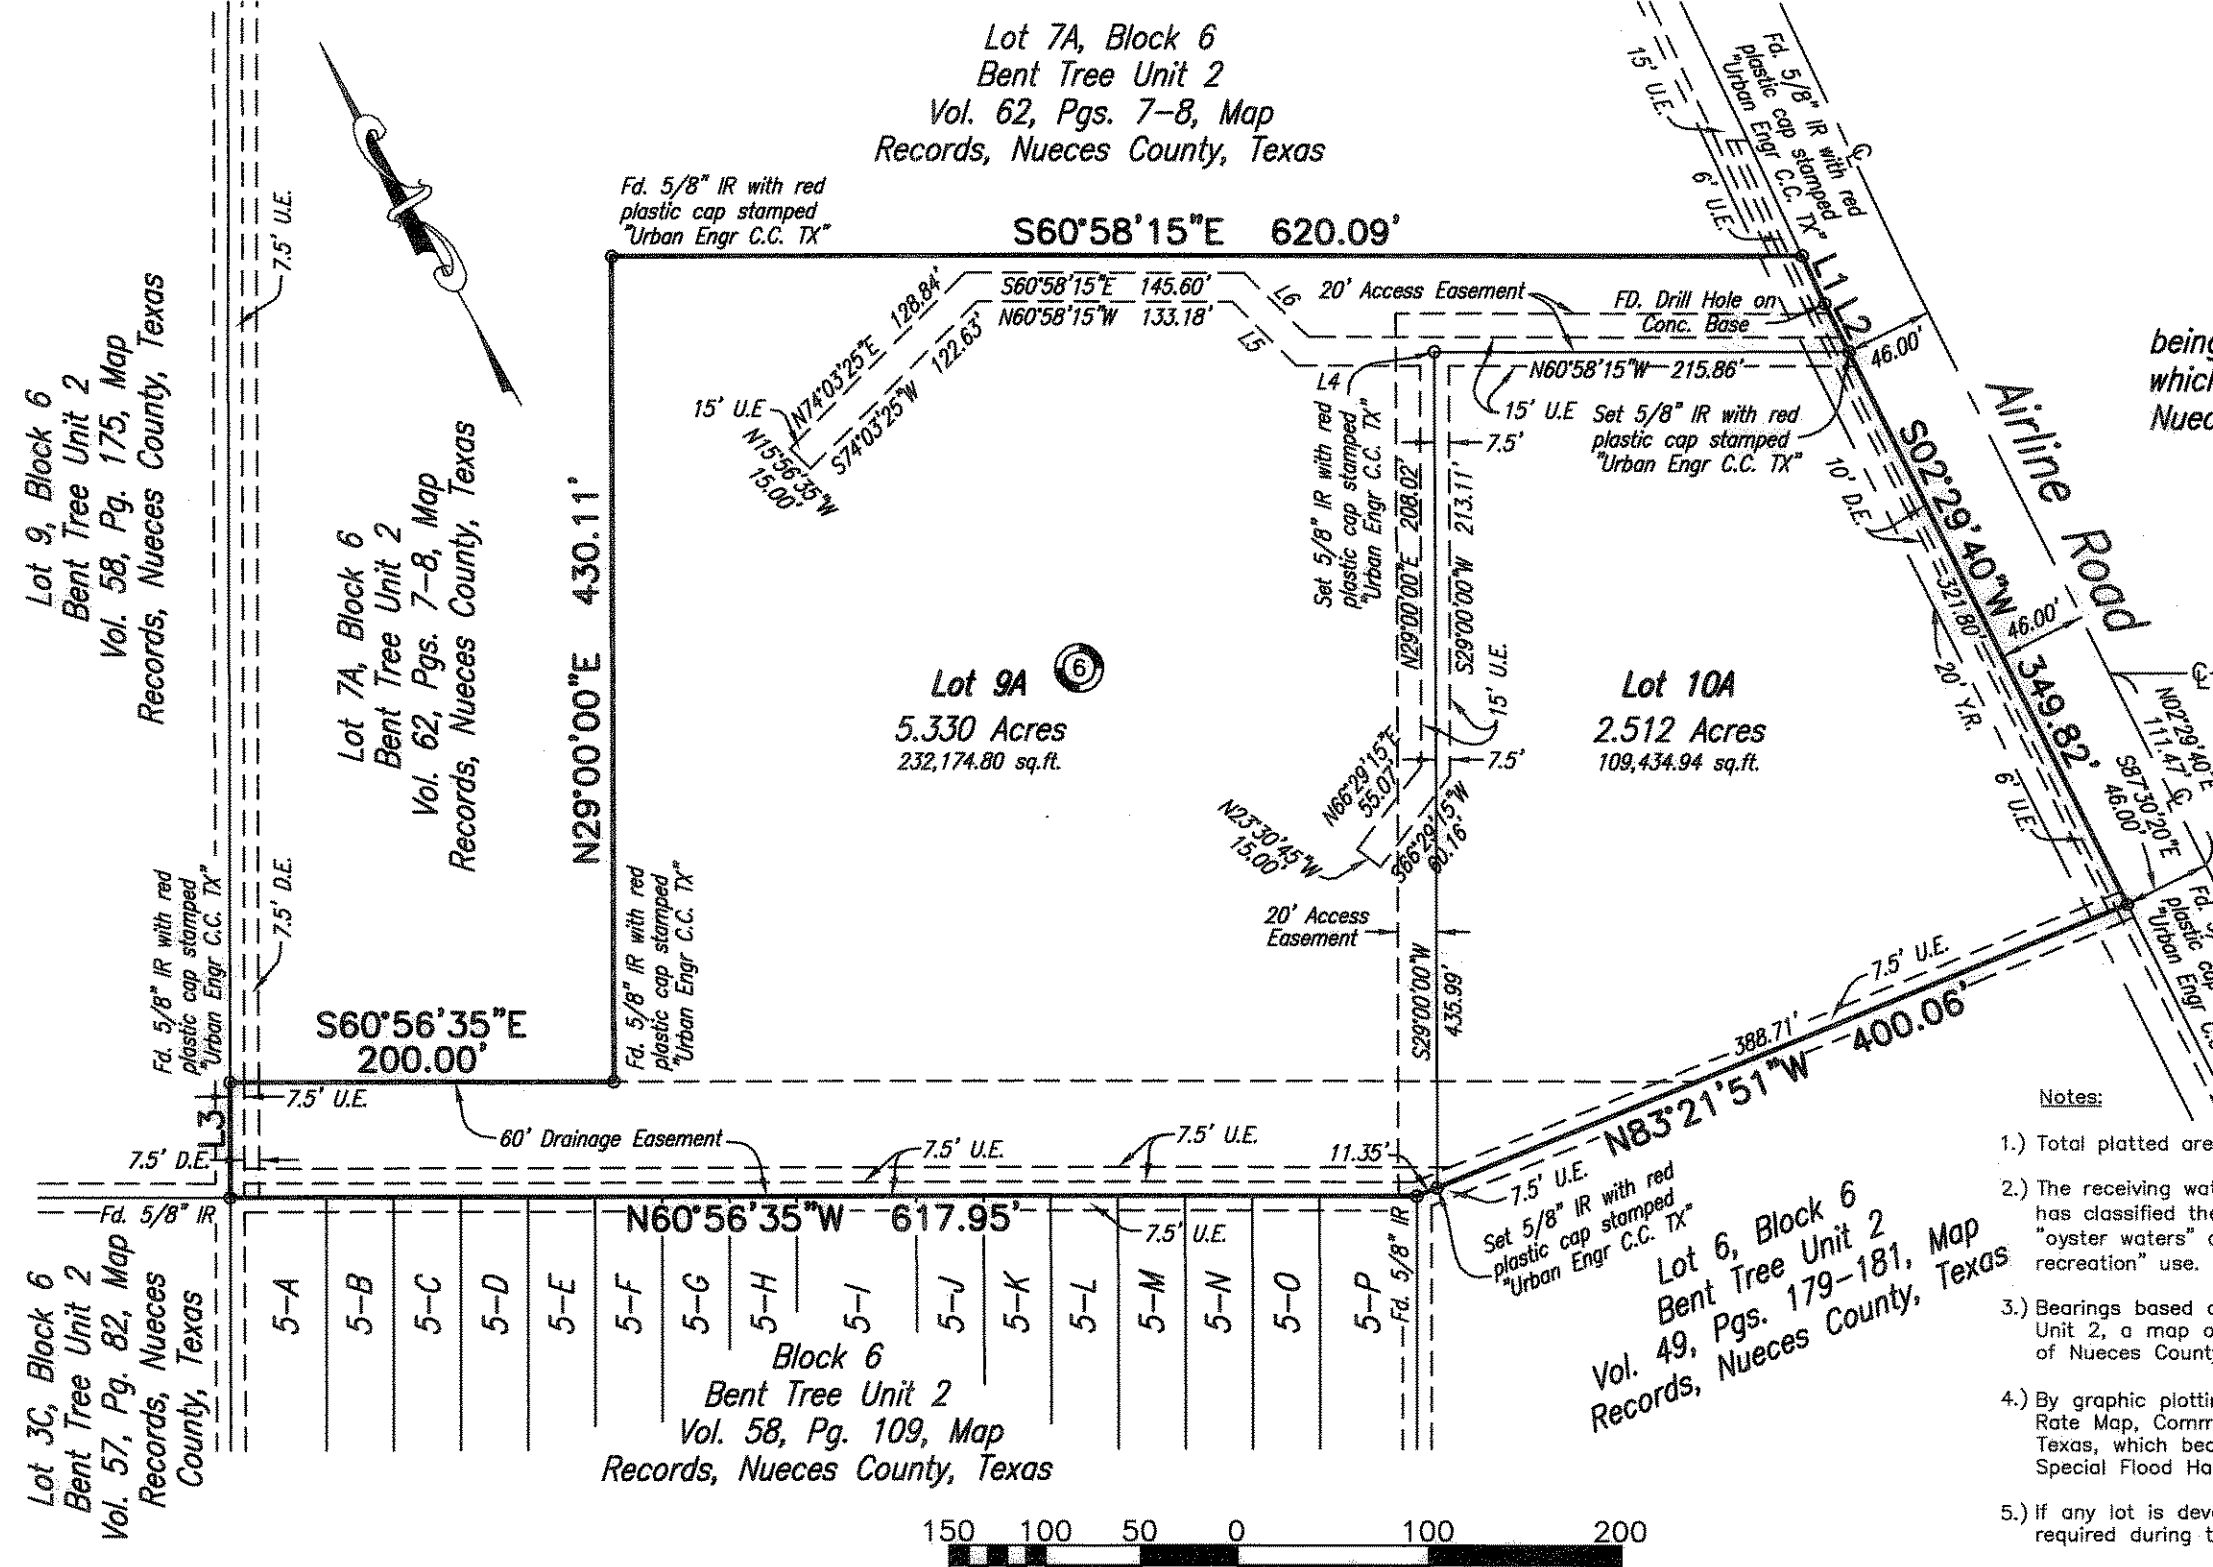 Lot 7A, Block 6
Bent Tree Unit 2
Vol. 62, Pgs. 7-8, Map
Records, Nueces County, Texas
Fd. 5/8" IR with red
plastic cap stamped
"Urban Engr C.C. TX"
S60°58'15"E 620.09'
15' U.E.
6' U.E.
Fd. 5/8" IR with red
plastic cap stamped
"Urban Engr C.C. TX"
℄
L1
L2
46.00'
7.5' U.E.
Lot 9, Block 6
Bent Tree Unit 2
Vol. 58, Pg. 175, Map
Records, Nueces County, Texas
Lot 7A, Block 6
Bent Tree Unit 2
Vol. 62, Pgs. 7-8, Map
Records, Nueces County, Texas
N29°00'00"E 430.11'
S60°58'15"E 145.60'
N60°58'15"W 133.18'
N74°03'25"E 128.84'
S74°03'25"W 122.63'
15' U.E
N15°56'35"W
15.00'
L6
L5
20' Access Easement
FD. Drill Hole on
Conc. Base
L4
N60°58'15"W 215.86'
15' U.E
Set 5/8" IR with red
plastic cap stamped
"Urban Engr C.C. TX"
Set 5/8" IR with red
plastic cap stamped
"Urban Engr C.C. TX"
7.5'
N29°00'00"E 208.02'
S29°00'00"W 213.11'
15' U.E.
7.5'
being
which
Airline Road
S02°29'40"W 349.82'
10' D.E.
321.80'
46.00'
20' Y.R.
6' U.E.
℄
N02°29'40"E
111.47'
℄
S87°30'20"E
46.00'
Lot 9A
6
5.330 Acres
232,174.80 sq.ft.
Lot 10A
2.512 Acres
109,434.94 sq.ft.
N66°29'15"E
55.07'
S66°29'15"W
60.16'
N23°30'45"W
15.00'
20' Access
Easement
S29°00'00"W
435.99'
Fd. 5/8" IR with red
plastic cap stamped
"Urban Engr C.C. TX"
7.5' D.E.
Fd. 5/8" IR with red
plastic cap stamped
"Urban Engr C.C. TX"
S60°56'35"E
200.00'
7.5' U.E.
L3
7.5' D.E.
60' Drainage Easement
7.5' U.E.
7.5' U.E.
11.35'
7.5' U.E.
388.71'
N83°21'51"W 400.06'
7.5' U.E.
Set 5/8" IR with red
plastic cap stamped
"Urban Engr C.C. TX"
Fd.
plastic
"Urban Engr
Fd. 5/8" IR
N60°56'35"W 617.95'
7.5' U.E.
Fd. 5/8" IR
5-A
5-B
5-C
5-D
5-E
5-F
5-G
5-H
5-I
5-J
5-K
5-L
5-M
5-N
5-O
5-P
Lot 3C, Block 6
Bent Tree Unit 2
Vol. 57, Pg. 82, Map
Records, Nueces
County, Texas
Block 6
Bent Tree Unit 2
Vol. 58, Pg. 109, Map
Records, Nueces County, Texas
Lot 6, Block 6
Bent Tree Unit 2
Vol. 49, Pgs. 179-181, Map
Records, Nueces County, Texas
Notes:
1.) Total platted
2.) The receiving
has classified the
"oyster waters"
recreation" use.
3.) Bearings based
Unit 2, a map
of Nueces
4.) By graphic
Rate Map,
Texas, which
Special Flood
5.) If any lot is
required during
150 100 50 0 100 200